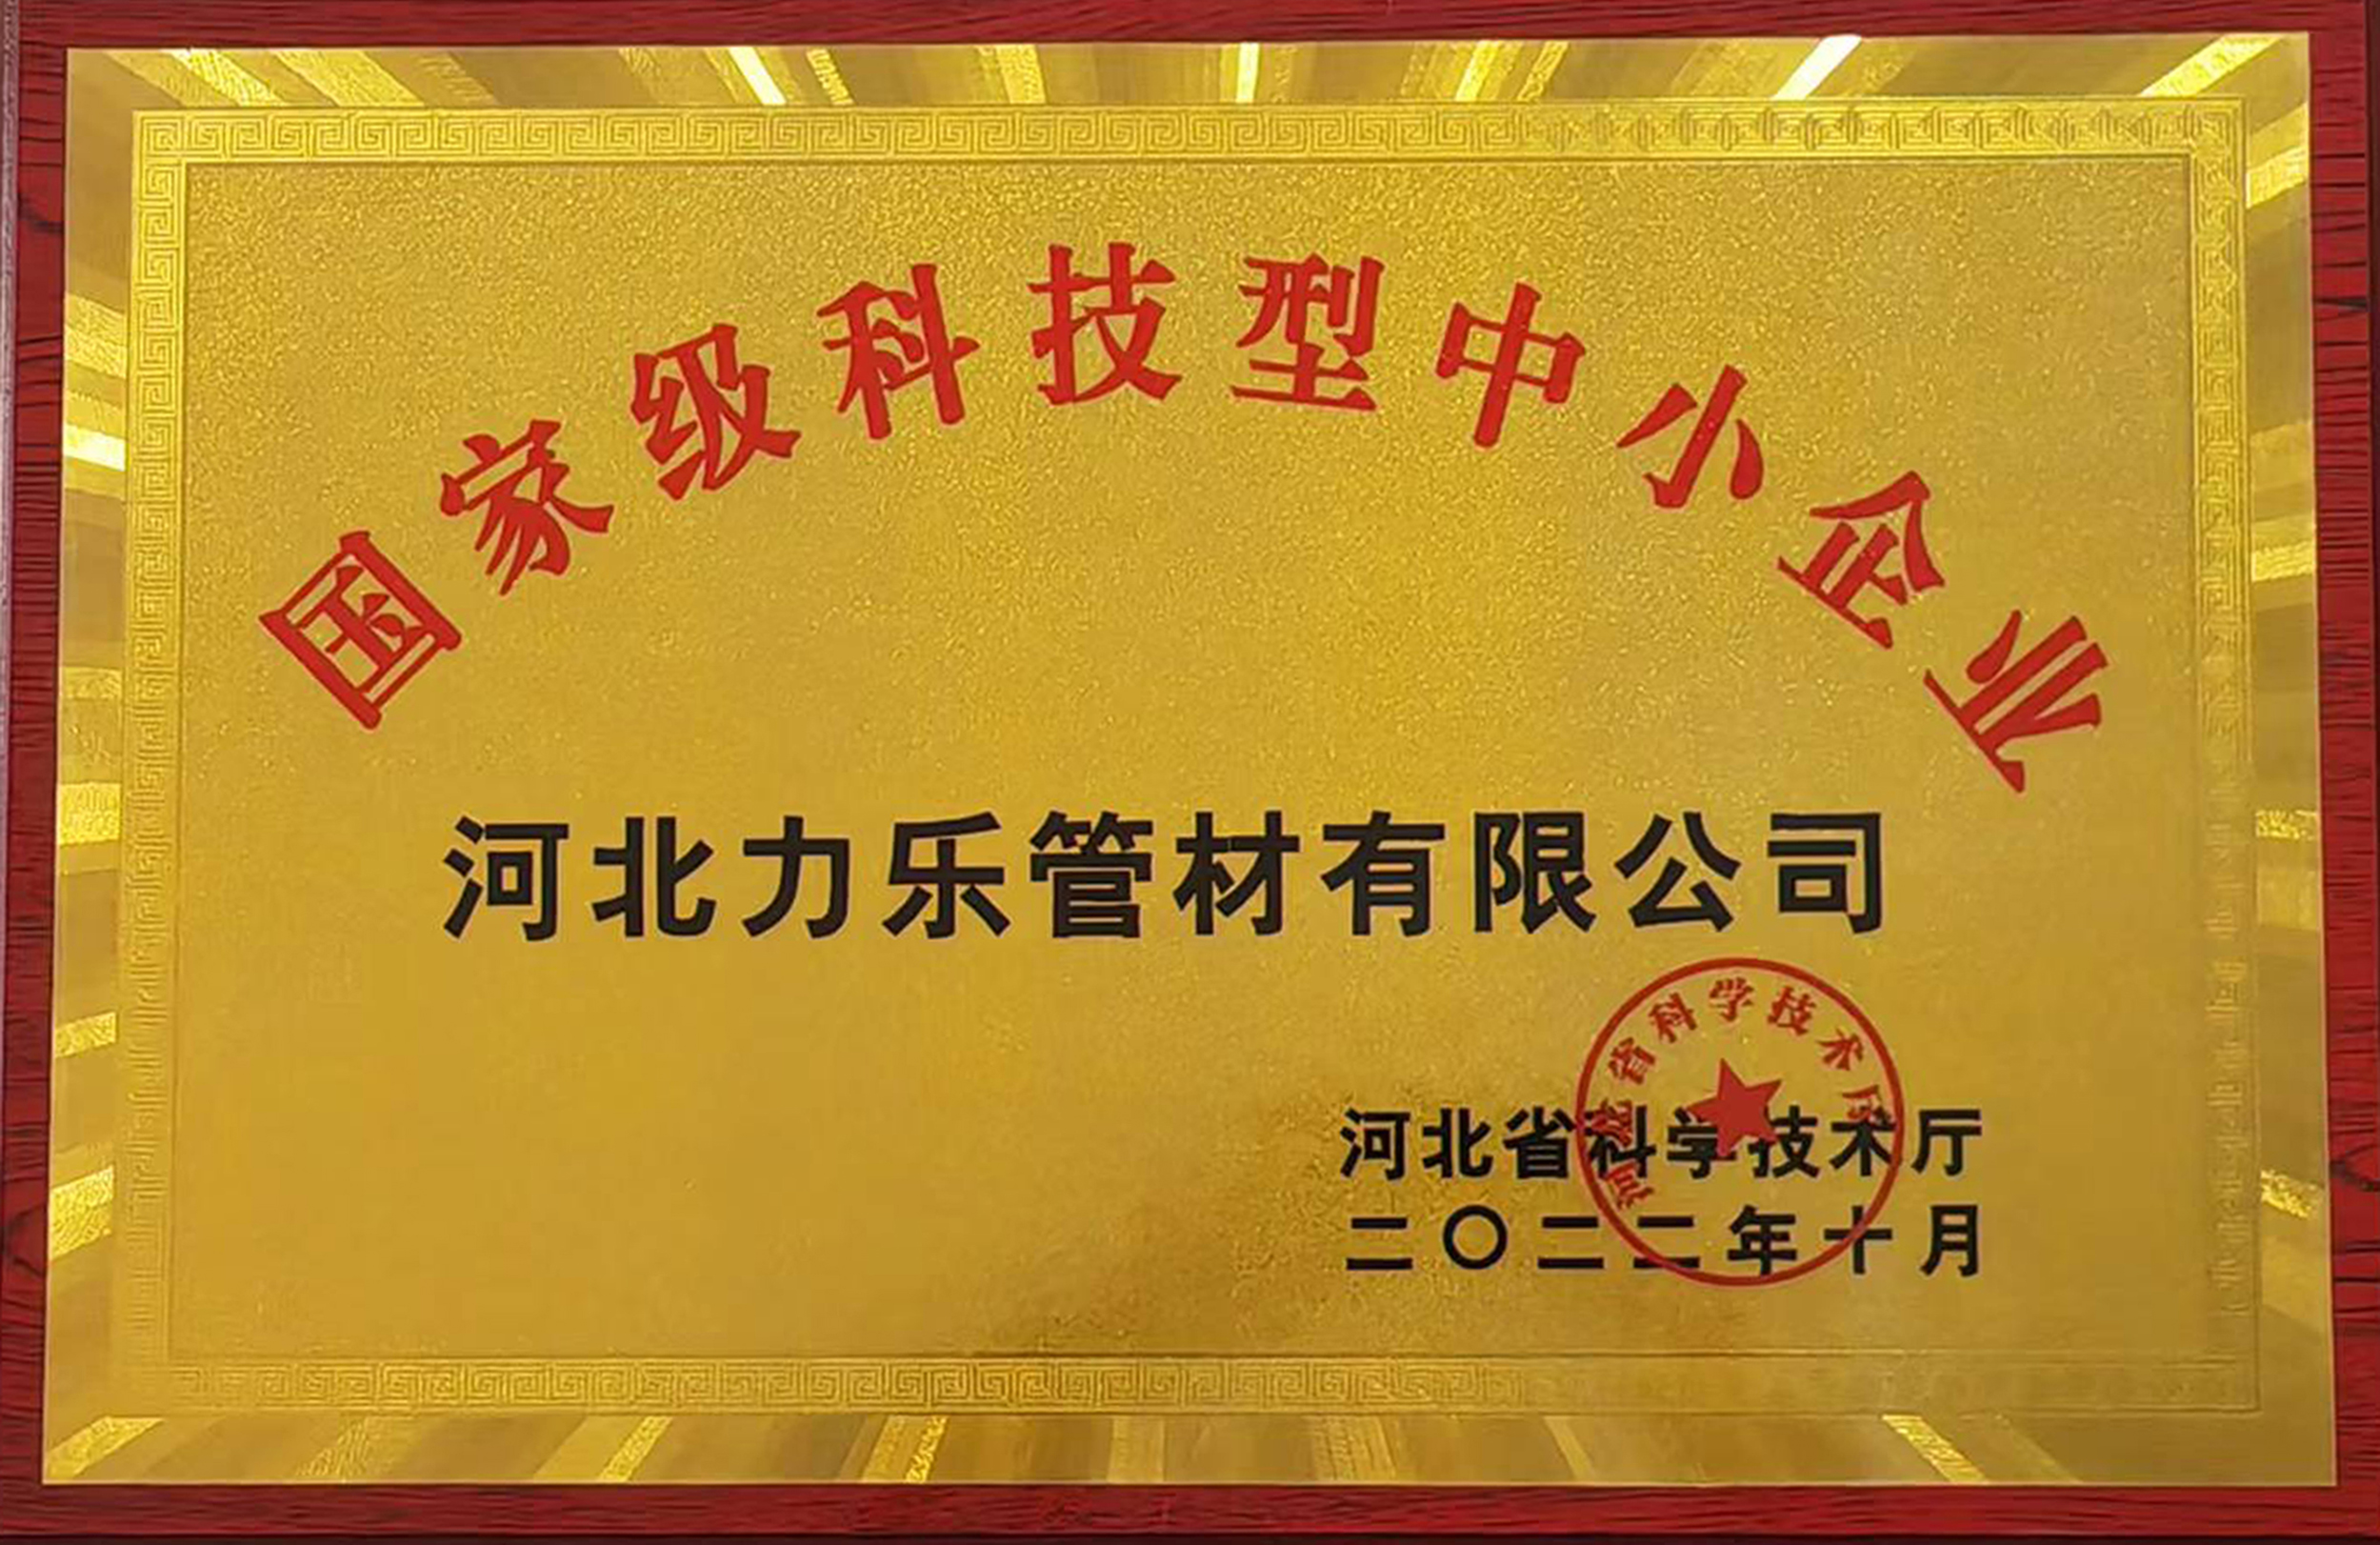 国家级科技型中小企业
河北力乐管材有限公司
河北省科学技术厅
河北省科学技术厅
二〇二二年十月